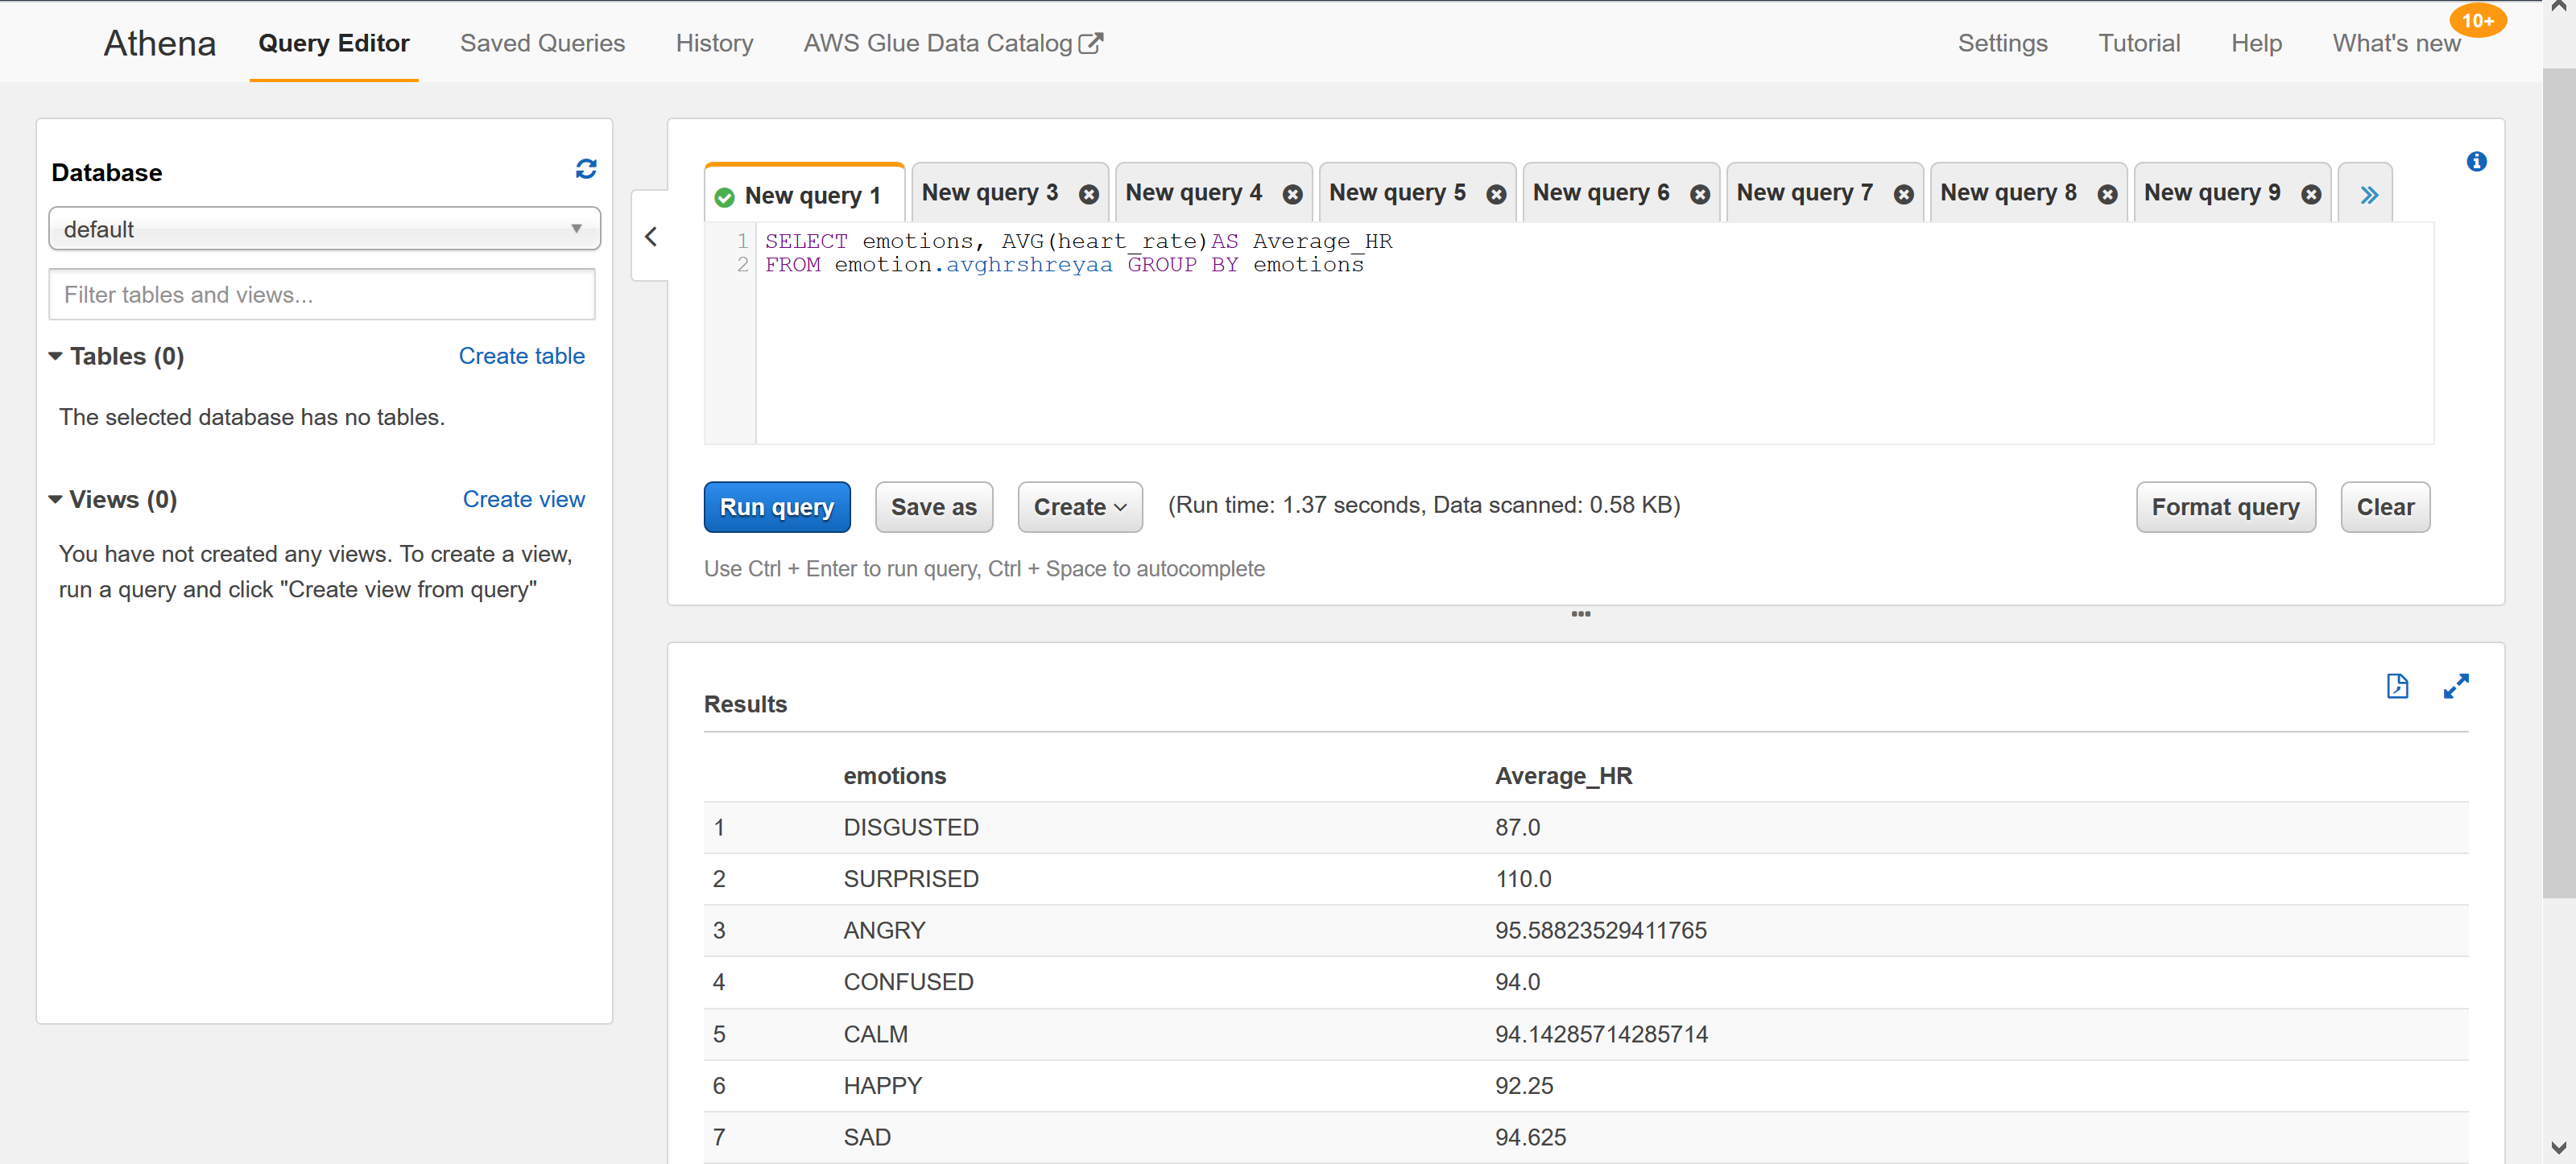 Athena Query Editor Saved Queries History AWS Glue Data Catalog Settings Tutorial Help What's new 10+
Database
default
Filter tables and views...
Tables (0) Create table
The selected database has no tables.
Views (0) Create view
You have not created any views. To create a view,
run a query and click "Create view from query"
New query 1 New query 3 New query 4 New query 5 New query 6 New query 7 New query 8 New query 9 »
1 SELECT emotions, AVG(heart_rate)AS Average_HR
2 FROM emotion.avghrshreyaa GROUP BY emotions
Run query Save as Create (Run time: 1.37 seconds, Data scanned: 0.58 KB) Format query Clear
Use Ctrl + Enter to run query, Ctrl + Space to autocomplete
Results
emotions Average_HR
1 DISGUSTED 87.0
2 SURPRISED 110.0
3 ANGRY 95.58823529411765
4 CONFUSED 94.0
5 CALM 94.14285714285714
6 HAPPY 92.25
7 SAD 94.625